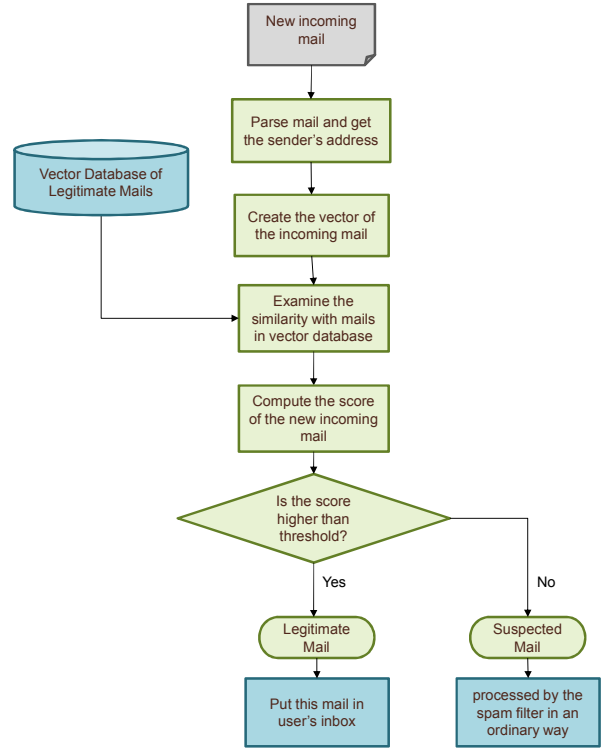 New incoming
mail
Parse mail and get
the sender's address
Vector Database of
Legitimate Mails
Create the vector of
the incoming mail
Examine the
similarity with mails
in vector database
Compute the score
of the new incoming
mail
Is the score
higher than
threshold?
Yes
No
Legitimate
Mail
Suspected
Mail
Put this mail in
user's inbox
processed by the
spam filter in an
ordinary way